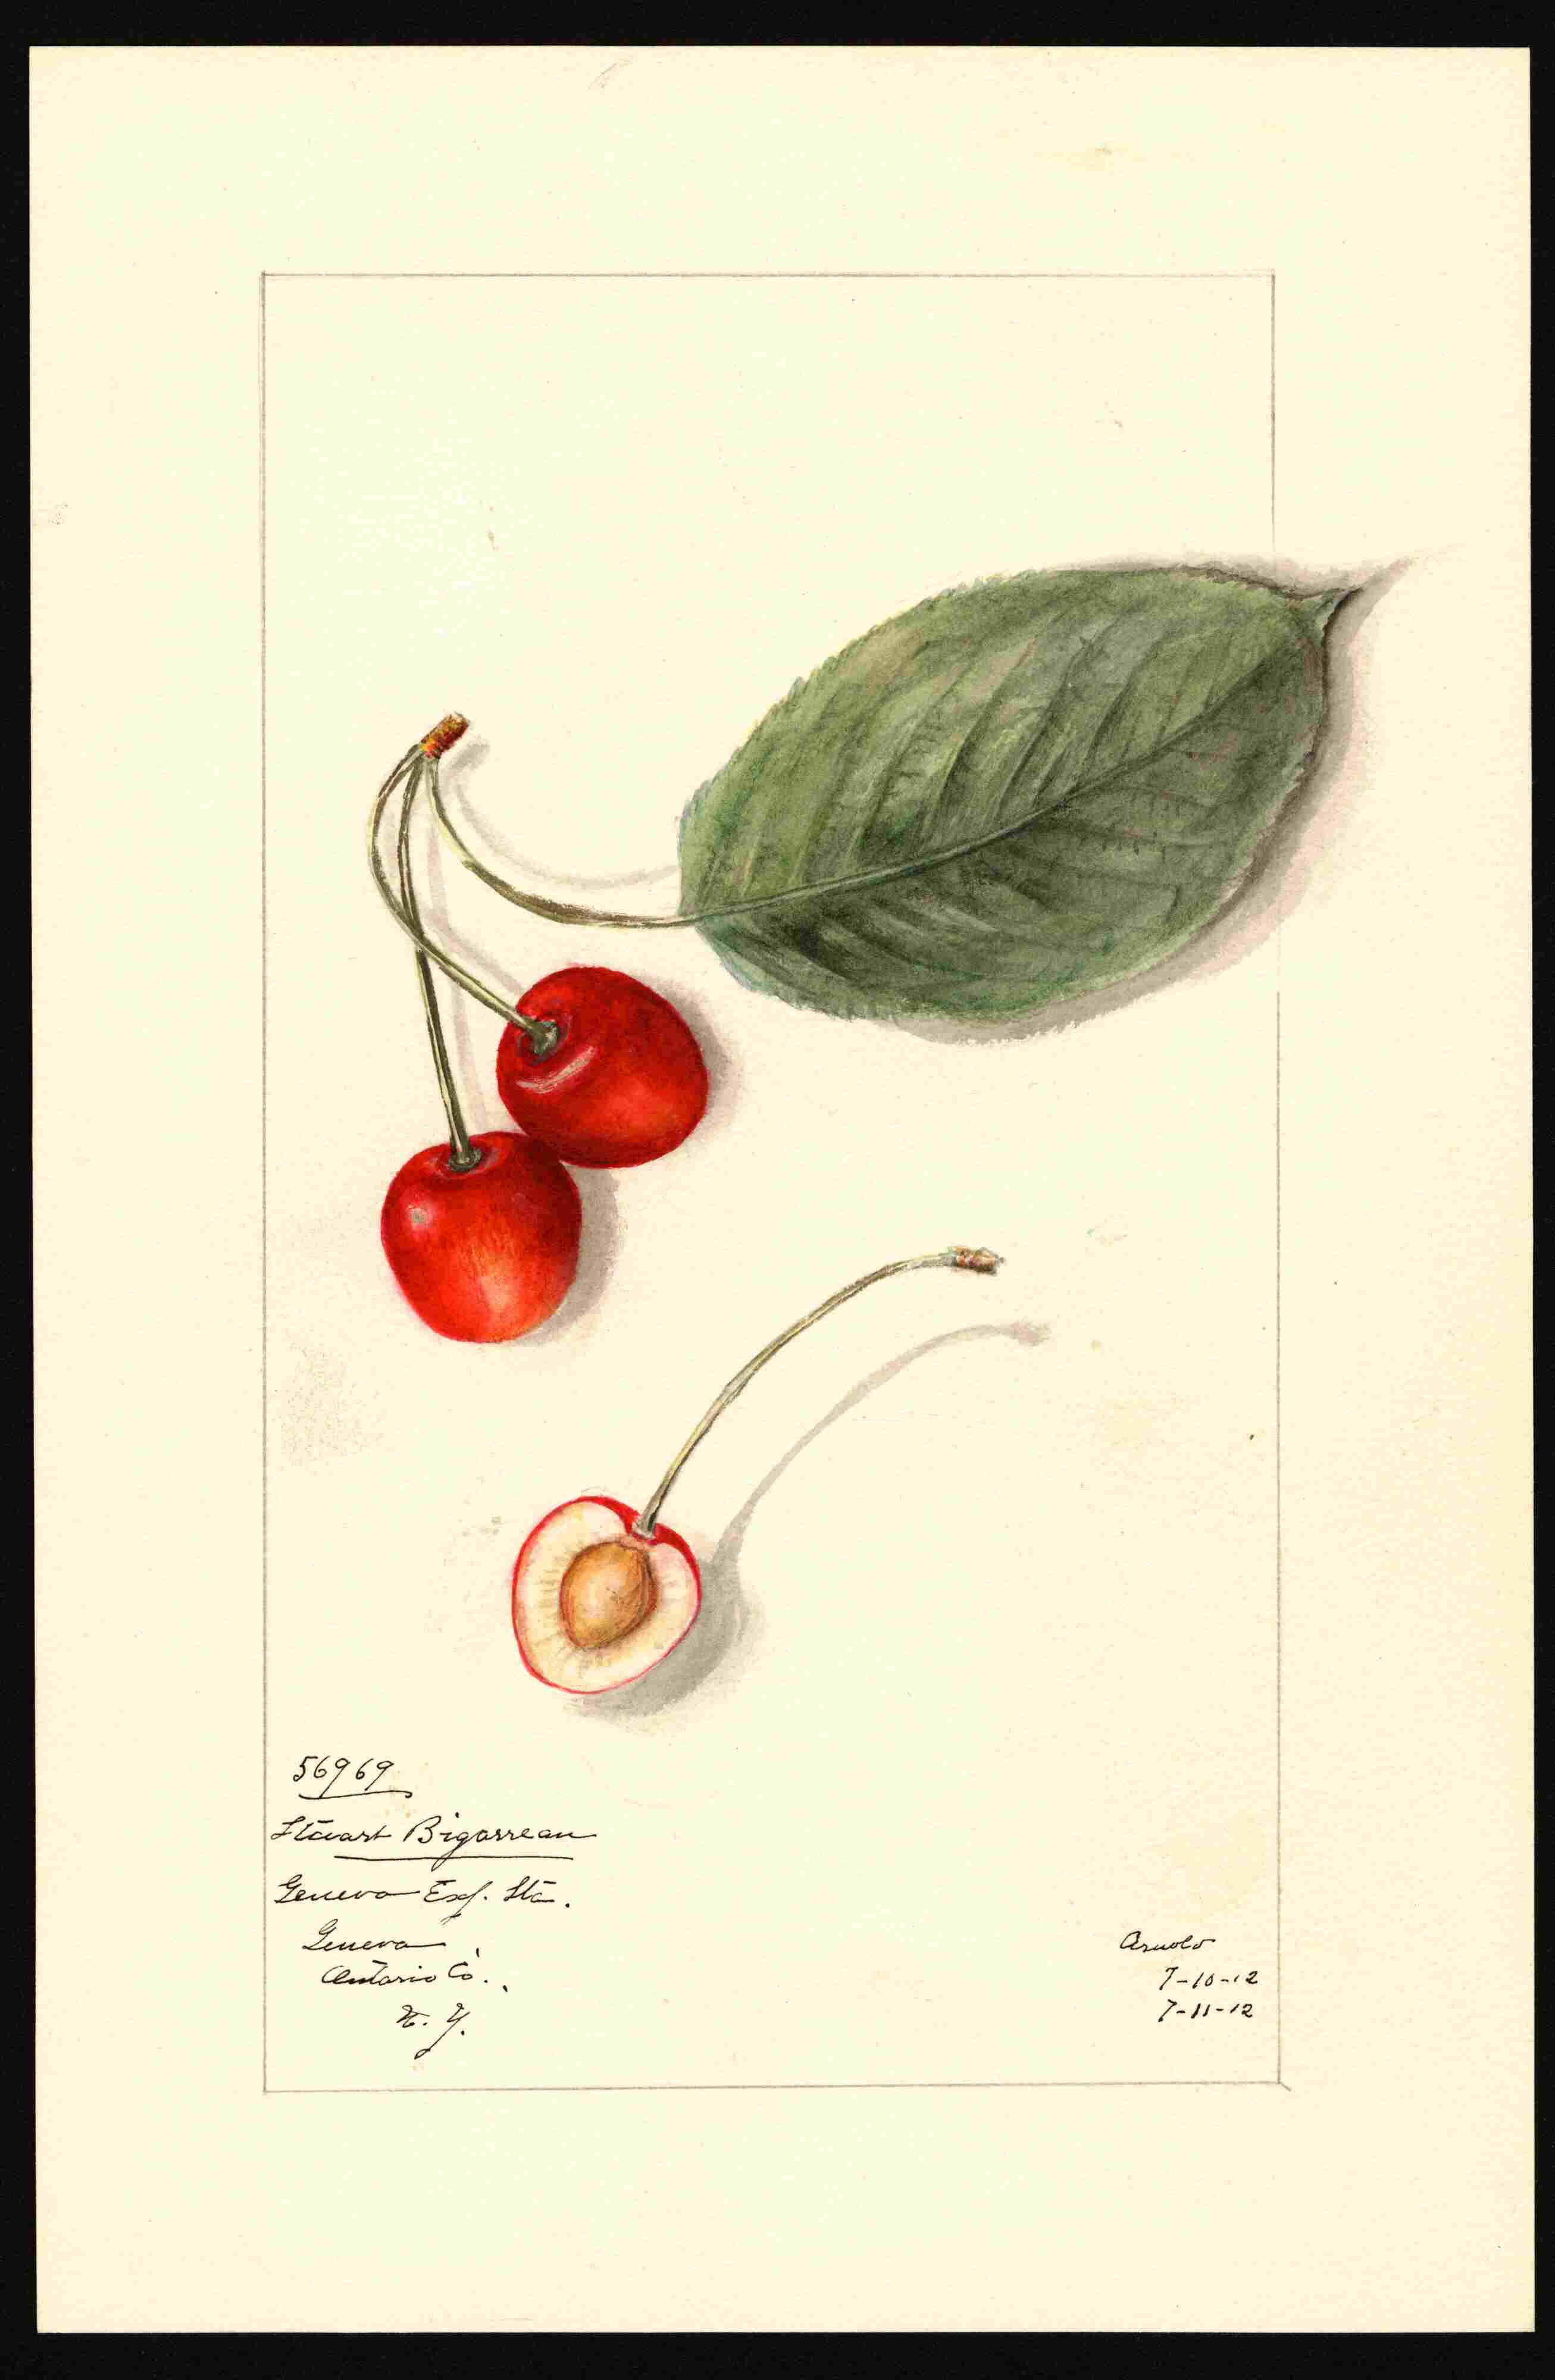 56969
Stuart Bigarreau
Geneva Exp. Sta.
Geneva,
Ontario Co.,
N. Y.
Arnold
7-10-12
7-11-12